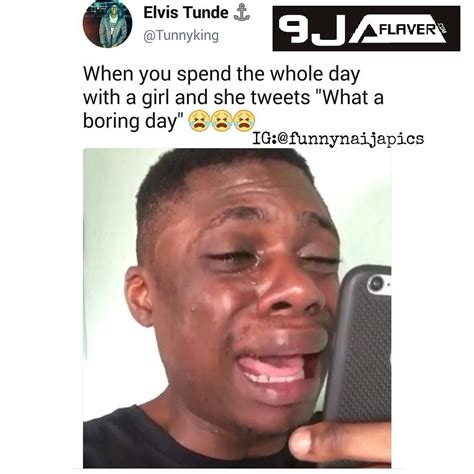 Elvis Tunde ⚓
@Tunnyking
9JA FLAVER.COM
When you spend the whole day
with a girl and she tweets "What a
boring day" 😭😭😭
IG:@funnynaijapics